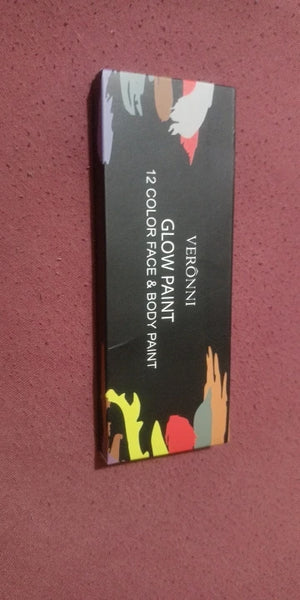 VERÔNNI
GLOW PAINT
12 COLOR FACE & BODY PAINT